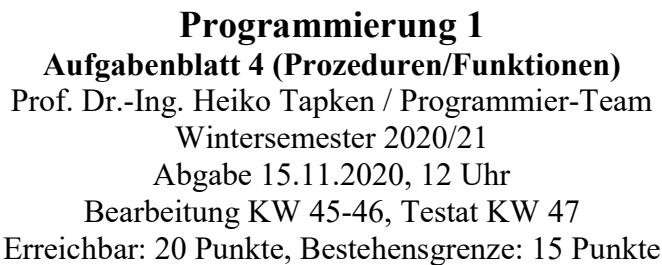 Programmierung 1
Aufgabenblatt 4 (Prozeduren/Funktionen)
Prof. Dr.-Ing. Heiko Tapken / Programmier-Team
Wintersemester 2020/21
Abgabe 15.11.2020, 12 Uhr
Bearbeitung KW 45-46, Testat KW 47
Erreichbar: 20 Punkte, Bestehensgrenze: 15 Punkte